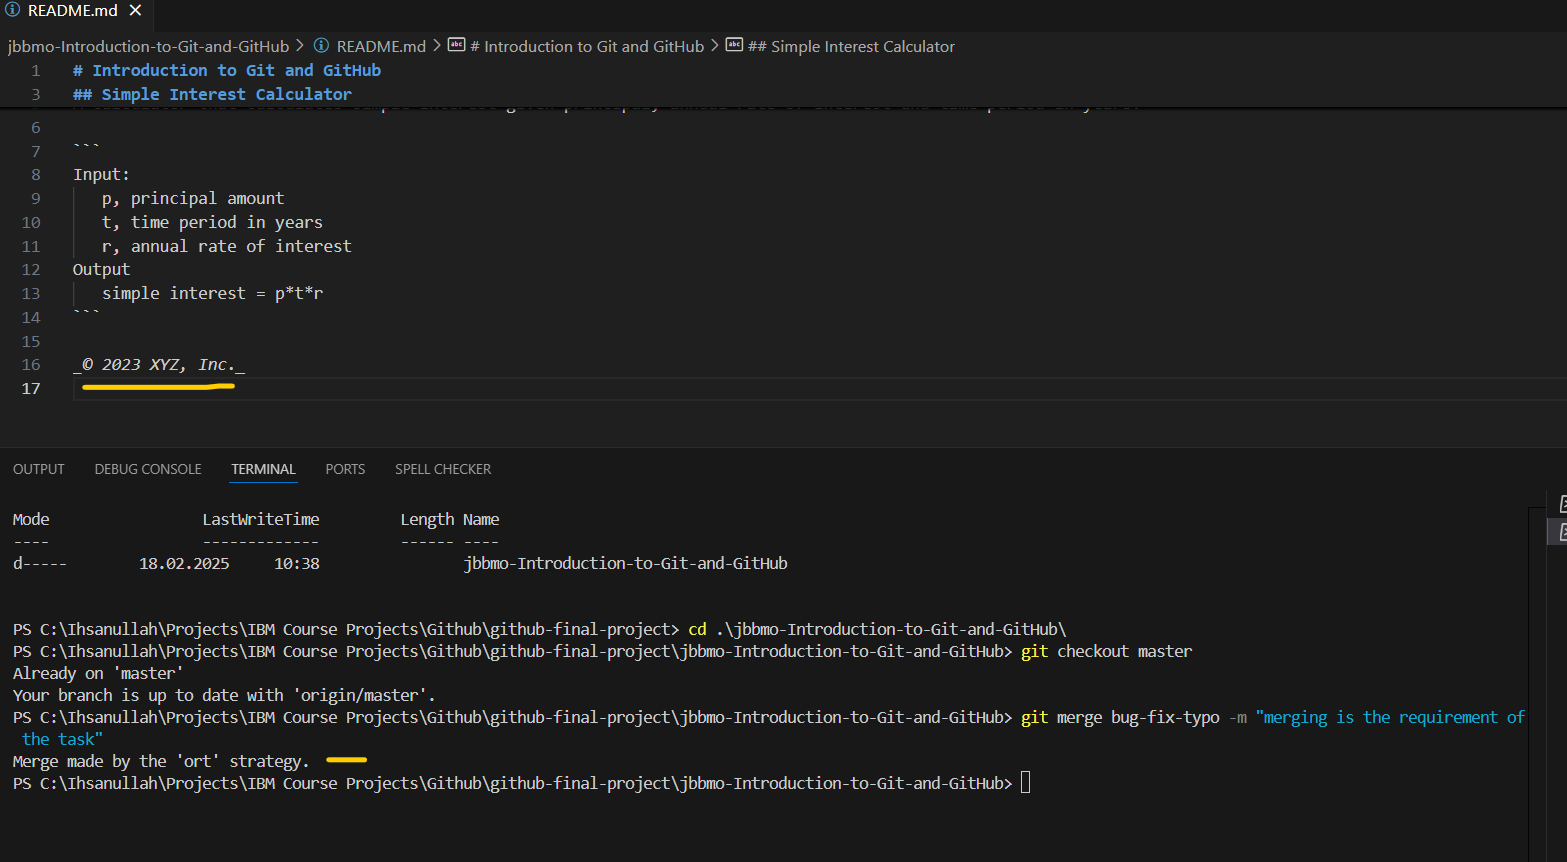 README.md ×
jbbmo-Introduction-to-Git-and-GitHub > README.md > # Introduction to Git and GitHub > ## Simple Interest Calculator
1 # Introduction to Git and GitHub
3 ## Simple Interest Calculator
6
7 ```
8 Input:
9 p, principal amount
10 t, time period in years
11 r, annual rate of interest
12 Output
13 simple interest = p*t*r
14 ```
15
16 _© 2023 XYZ, Inc._
17
OUTPUT DEBUG CONSOLE TERMINAL PORTS SPELL CHECKER
Mode LastWriteTime Length Name
---- ------------- ------ ----
d----- 18.02.2025 10:38 jbbmo-Introduction-to-Git-and-GitHub
PS C:\Ihsanullah\Projects\IBM Course Projects\Github\github-final-project> cd .\jbbmo-Introduction-to-Git-and-GitHub\
PS C:\Ihsanullah\Projects\IBM Course Projects\Github\github-final-project\jbbmo-Introduction-to-Git-and-GitHub> git checkout master
Already on 'master'
Your branch is up to date with 'origin/master'.
PS C:\Ihsanullah\Projects\IBM Course Projects\Github\github-final-project\jbbmo-Introduction-to-Git-and-GitHub> git merge bug-fix-typo -m "merging is the requirement of
the task"
Merge made by the 'ort' strategy.
PS C:\Ihsanullah\Projects\IBM Course Projects\Github\github-final-project\jbbmo-Introduction-to-Git-and-GitHub>